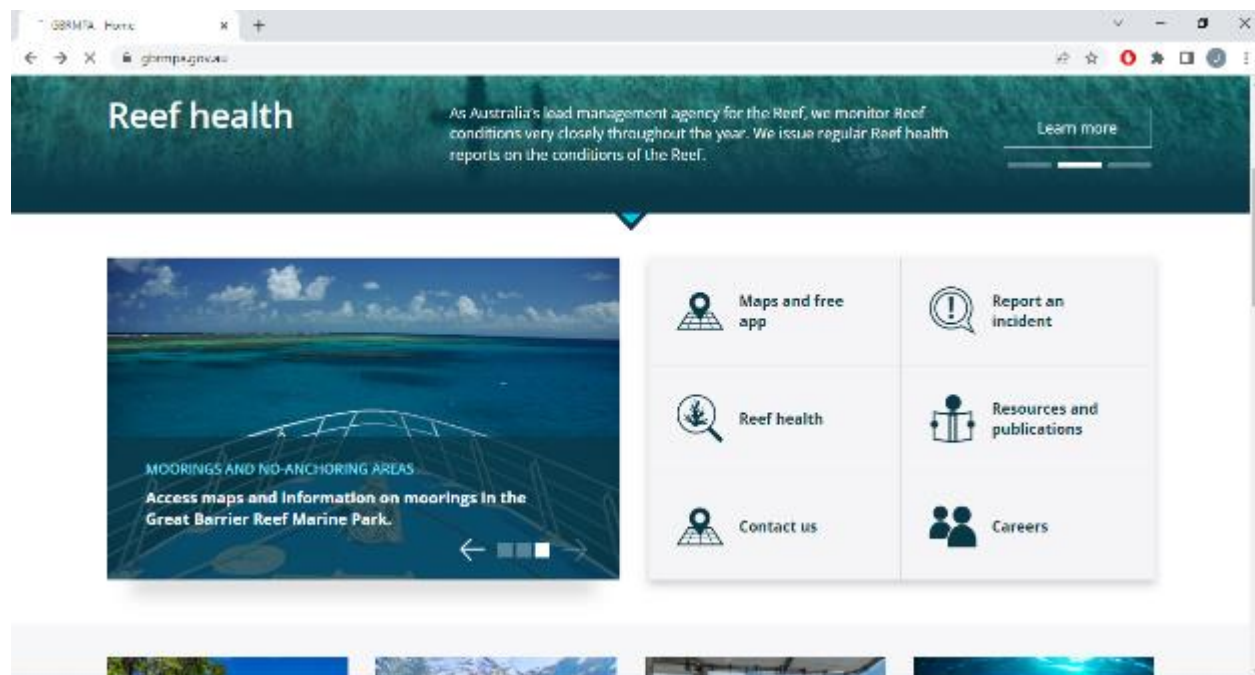 GBRMPA - Home
gbrmpa.gov.au
Reef health
As Australia's lead management agency for the Reef, we monitor Reef
conditions very closely throughout the year. We issue regular Reef health
reports on the conditions of the Reef.
Learn more
MOORINGS AND NO-ANCHORING AREAS
Access maps and information on moorings in the
Great Barrier Reef Marine Park.
Maps and free
app
Report an
incident
Reef health
Resources and
publications
Contact us
Careers